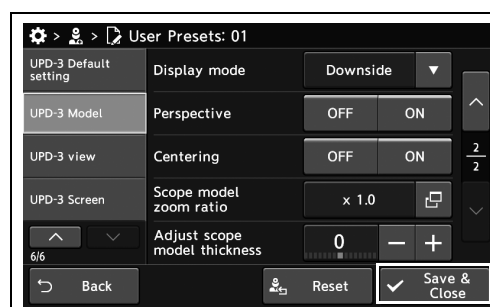 > > User Presets: 01
UPD-3 Default
setting
UPD-3 Model
UPD-3 view
UPD-3 Screen
6/6
Display mode
Downside
Perspective
OFF
ON
Centering
OFF
ON
Scope model
zoom ratio
x 1.0
Adjust scope
model thickness
0
2
2
Back
Reset
Save &
Close